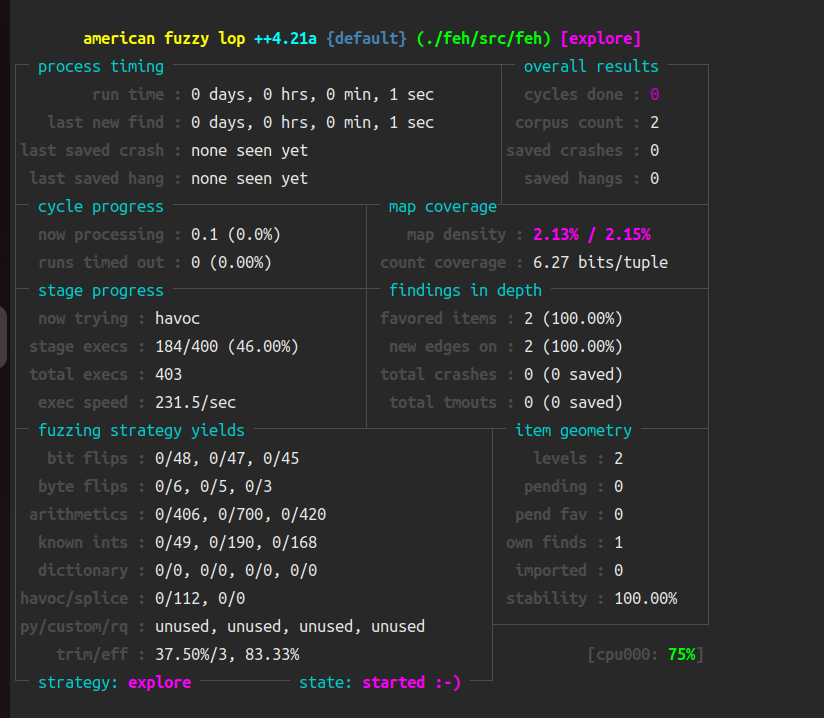 american fuzzy lop ++4.21a {default} (./feh/src/feh) [explore]
process timing overall results
run time : 0 days, 0 hrs, 0 min, 1 sec cycles done : 0
last new find : 0 days, 0 hrs, 0 min, 1 sec corpus count : 2
last saved crash : none seen yet saved crashes : 0
last saved hang : none seen yet saved hangs : 0
cycle progress map coverage
now processing : 0.1 (0.0%) map density : 2.13% / 2.15%
runs timed out : 0 (0.00%) count coverage : 6.27 bits/tuple
stage progress findings in depth
now trying : havoc favored items : 2 (100.00%)
stage execs : 184/400 (46.00%) new edges on : 2 (100.00%)
total execs : 403 total crashes : 0 (0 saved)
exec speed : 231.5/sec total tmouts : 0 (0 saved)
fuzzing strategy yields item geometry
bit flips : 0/48, 0/47, 0/45 levels : 2
byte flips : 0/6, 0/5, 0/3 pending : 0
arithmetics : 0/406, 0/700, 0/420 pend fav : 0
known ints : 0/49, 0/190, 0/168 own finds : 1
dictionary : 0/0, 0/0, 0/0, 0/0 imported : 0
havoc/splice : 0/112, 0/0 stability : 100.00%
py/custom/rq : unused, unused, unused, unused
trim/eff : 37.50%/3, 83.33% [cpu000: 75%]
strategy: explore state: started :-)